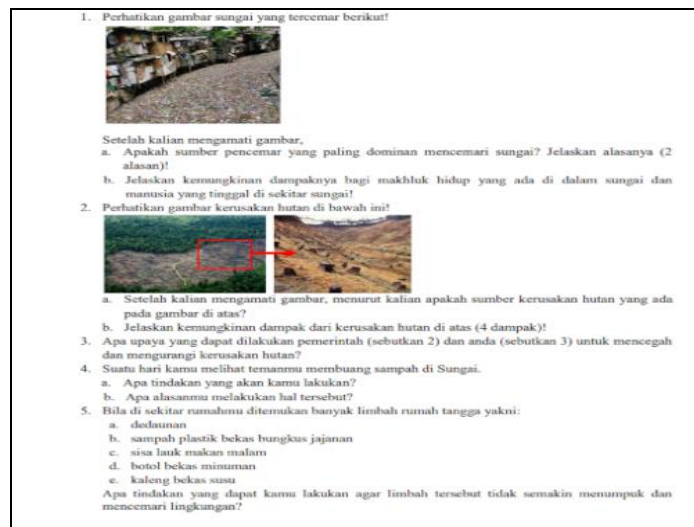 1. Perhatikan gambar sungai yang tercemar berikut!
Setelah kalian mengamati gambar,
a. Apakah sumber pencemar yang paling dominan mencemari sungai? Jelaskan alasanya (2
alasan)!
b. Jelaskan kemungkinan dampaknya bagi makhluk hidup yang ada di dalam sungai dan
manusia yang tinggal di sekitar sungai!
2. Perhatikan gambar kerusakan hutan di bawah ini!
a. Setelah kalian mengamati gambar, menurut kalian apakah sumber kerusakan hutan yang ada
pada gambar di atas?
b. Jelaskan kemungkinan dampak dari kerusakan hutan di atas (4 dampak)!
3. Apa upaya yang dapat dilakukan pemerintah (sebutkan 2) dan anda (sebutkan 3) untuk mencegah
dan mengurangi kerusakan hutan?
4. Suatu hari kamu melihat temanmu membuang sampah di Sungai.
a. Apa tindakan yang akan kamu lakukan?
b. Apa alasanmu melakukan hal tersebut?
5. Bila di sekitar rumahmu ditemukan banyak limbah rumah tangga yakni:
a. dedaunan
b. sampah plastik bekas bungkus jajanan
c. sisa lauk makan malam
d. botol bekas minuman
e. kaleng bekas susu
Apa tindakan yang dapat kamu lakukan agar limbah tersebut tidak semakin menumpuk dan
mencemari lingkungan?